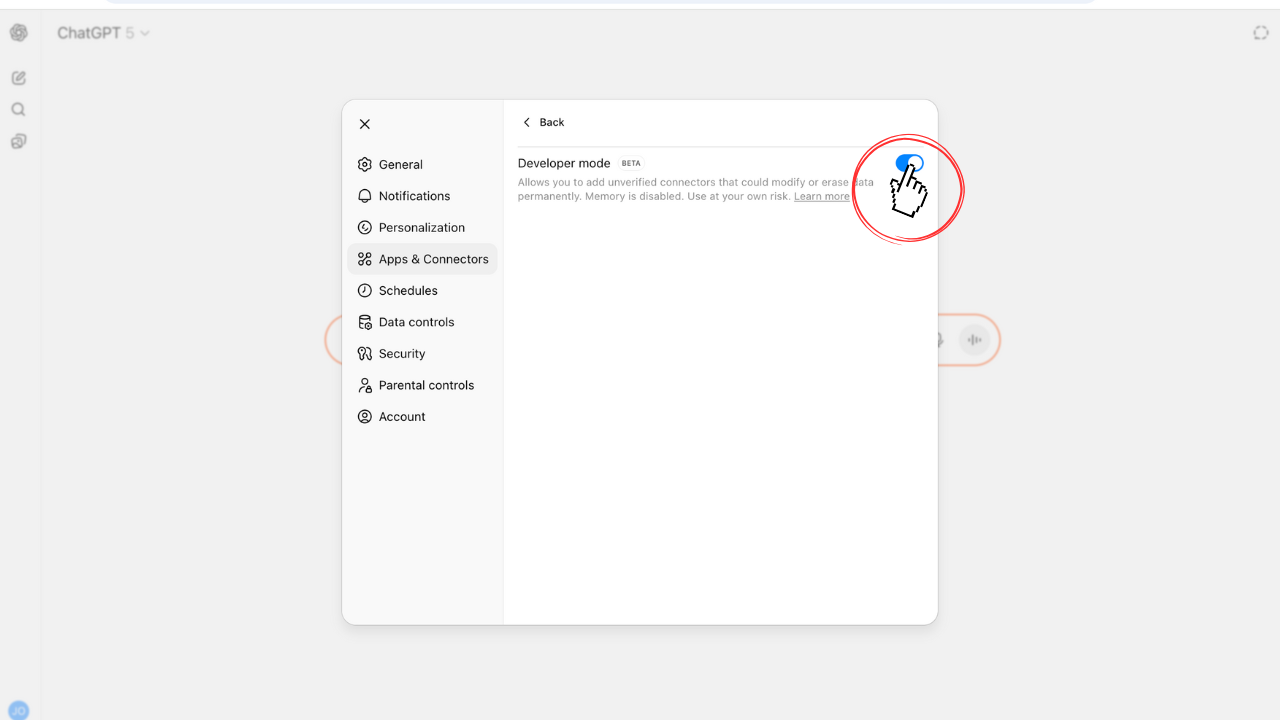 ChatGPT 5
Back
General
Notifications
Personalization
Apps & Connectors
Schedules
Data controls
Security
Parental controls
Account
Developer mode BETA
Allows you to add unverified connectors that could modify or erase data
permanently. Memory is disabled. Use at your own risk. Learn more
JO